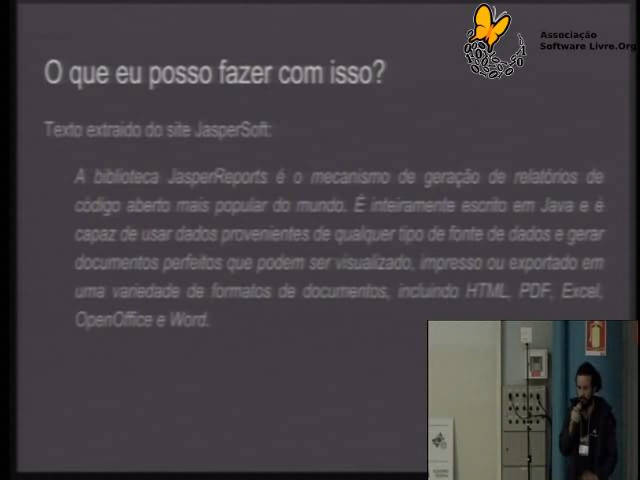 Associação
Software Livre.Org
O que eu posso fazer com isso?
Texto extraido do site JasperSoft:
A biblioteca JasperReports é o mecanismo de geração de relatórios de
código aberto mais popular do mundo. É inteiramente escrito em Java e é
capaz de usar dados provenientes de qualquer tipo de fonte de dados e gerar
documentos perfeitos que podem ser visualizado, impresso ou exportado em
uma variedade de formatos de documentos, incluindo HTML, PDF, Excel,
OpenOffice e Word.